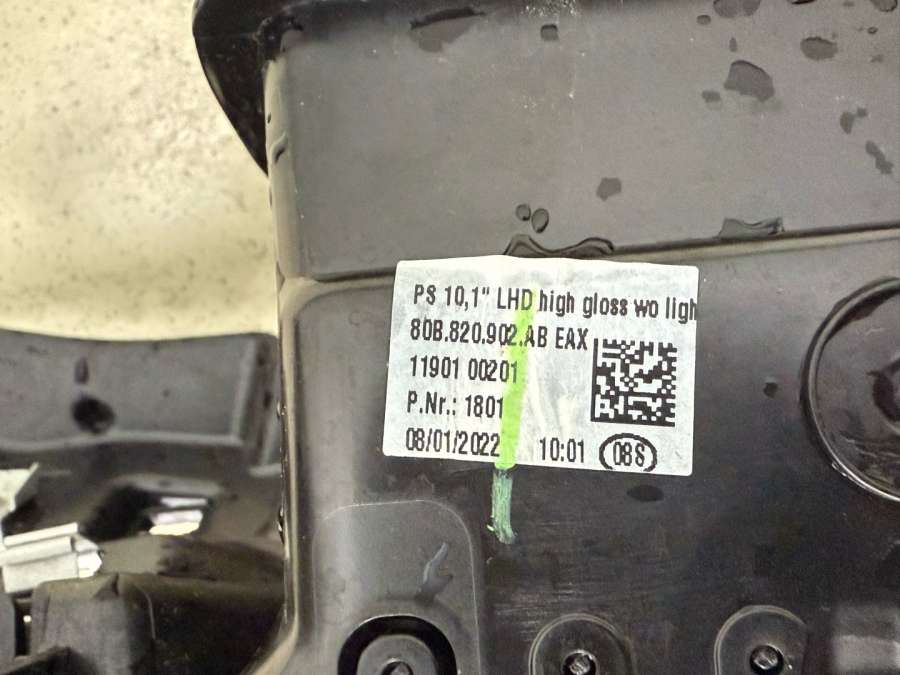 PS 10,1" LHD high gloss wo ligh
80B.820.902.AB EAX
11901 00201
P.Nr.: 1801
08/01/2022 10:01 08S